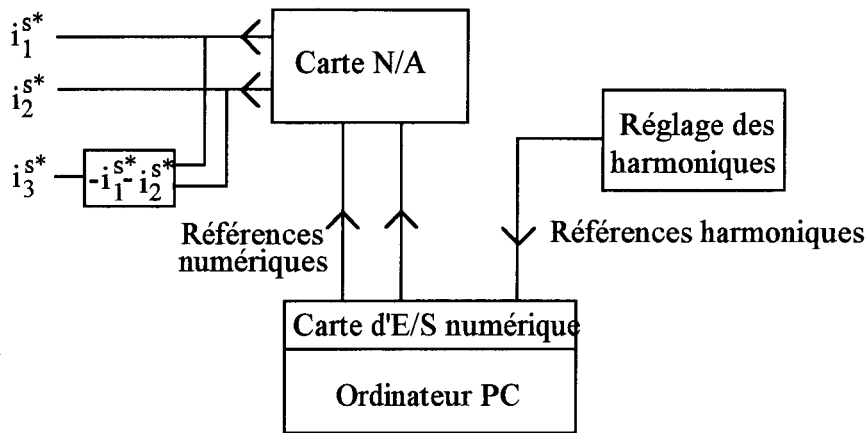 i₁ˢ*
Carte N/A
i₂ˢ*
Réglage des
harmoniques
i₃ˢ*
-i₁ˢ*- i₂ˢ*
Références
numériques
Références harmoniques
Carte d'E/S numérique
Ordinateur PC